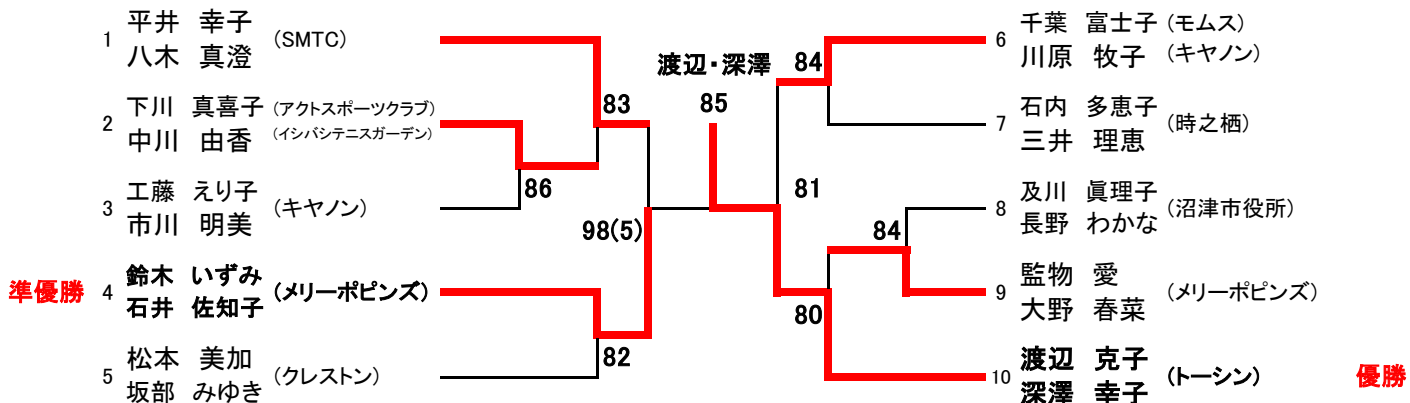 平井 幸子
1 (SMTC)
八木 真澄
下川 真喜子 (アクトスポーツクラブ)
2
中川 由香 (イシバシテニスガーデン)
工藤 えり子
3 (キヤノン)
市川 明美
鈴木 いずみ
準優勝 4 (メリーポピンズ)
石井 佐知子
松本 美加
5 (クレストン)
坂部 みゆき
83
86
98(5)
82
渡辺・深澤
85
84
81
84
80
千葉 富士子 (モムス)
6
川原 牧子 (キヤノン)
石内 多恵子
7 (時之栖)
三井 理恵
及川 眞理子
8 (沼津市役所)
長野 わかな
監物 愛
9 (メリーポピンズ)
大野 春菜
渡辺 克子
10 (トーシン) 優勝
深澤 幸子